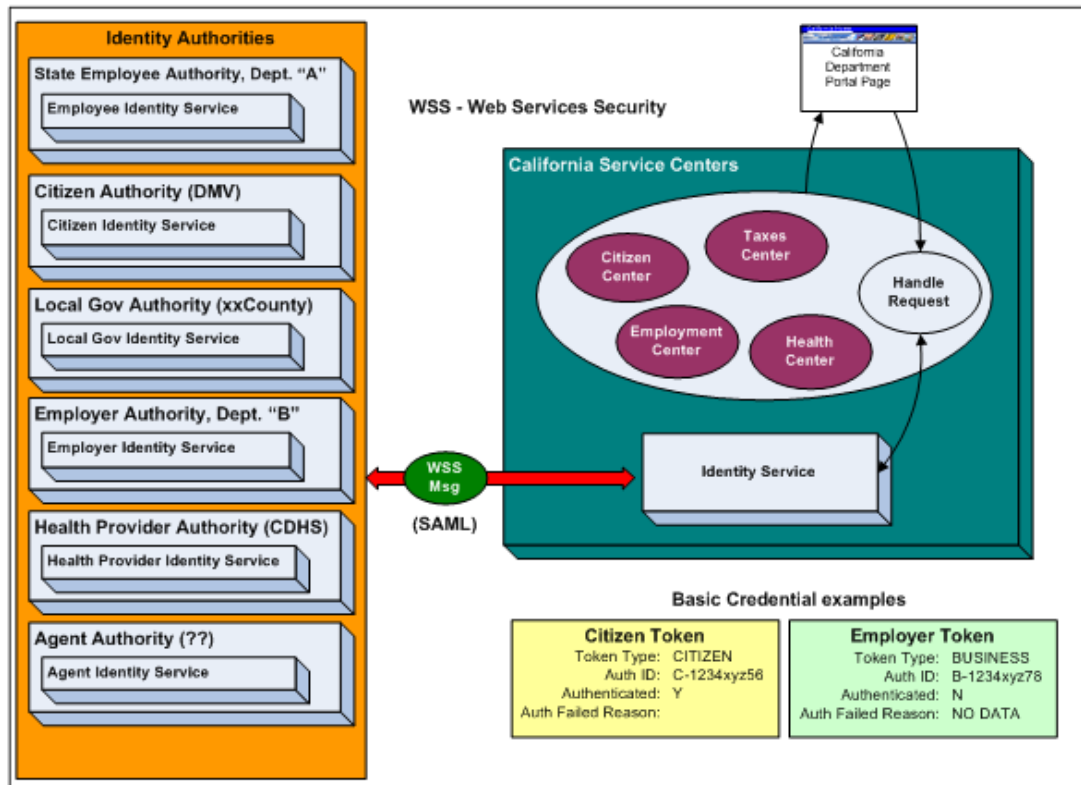 Identity Authorities
State Employee Authority, Dept. “A”
Employee Identity Service
Citizen Authority (DMV)
Citizen Identity Service
Local Gov Authority (xxCounty)
Local Gov Identity Service
Employer Authority, Dept. “B”
Employer Identity Service
Health Provider Authority (CDHS)
Health Provider Identity Service
Agent Authority (??)
Agent Identity Service
WSS - Web Services Security
California
Department
Portal Page
California Service Centers
Citizen
Center
Taxes
Center
Employment
Center
Health
Center
Handle
Request
Identity Service
WSS
Msg
(SAML)
Basic Credential examples
Citizen Token
Token Type: CITIZEN
Auth ID: C-1234xyz56
Authenticated: Y
Auth Failed Reason:
Employer Token
Token Type: BUSINESS
Auth ID: B-1234xyz78
Authenticated: N
Auth Failed Reason: NO DATA